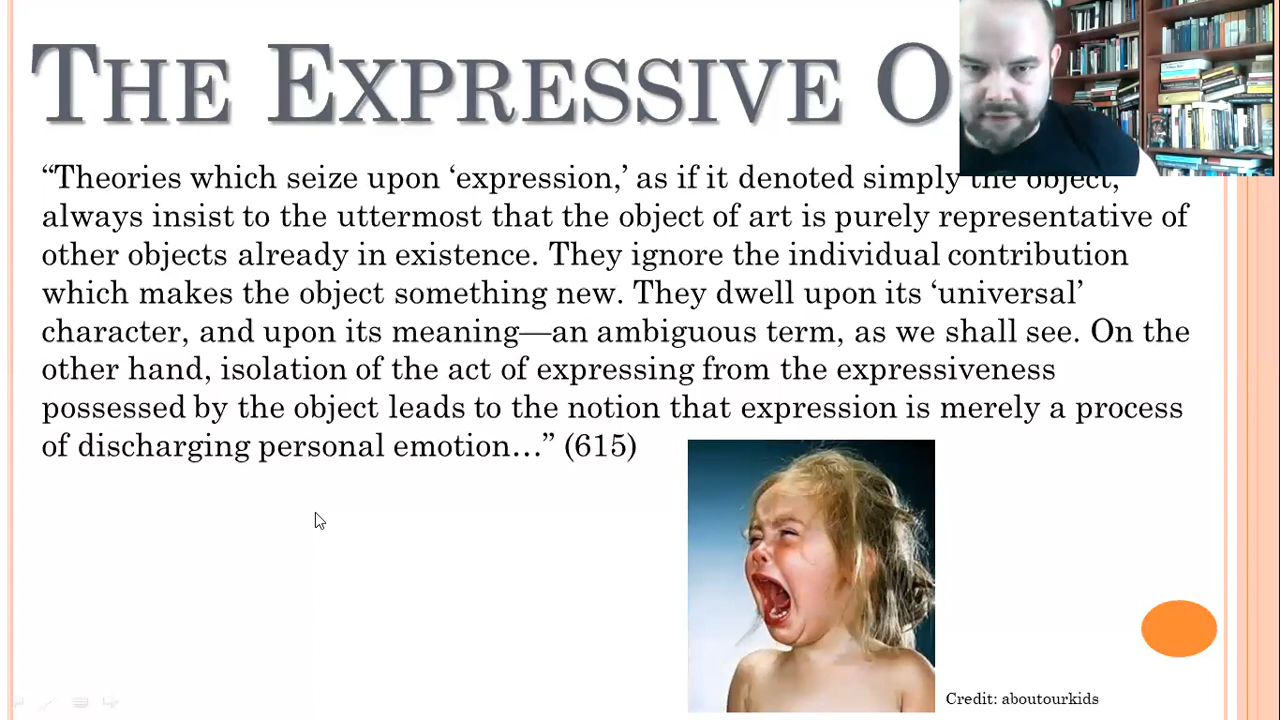 THE EXPRESSIVE O
“Theories which seize upon ‘expression,’ as if it denoted simply the object,
always insist to the uttermost that the object of art is purely representative of
other objects already in existence. They ignore the individual contribution
which makes the object something new. They dwell upon its ‘universal’
character, and upon its meaning—an ambiguous term, as we shall see. On the
other hand, isolation of the act of expressing from the expressiveness
possessed by the object leads to the notion that expression is merely a process
of discharging personal emotion…” (615)
Credit: aboutourkids